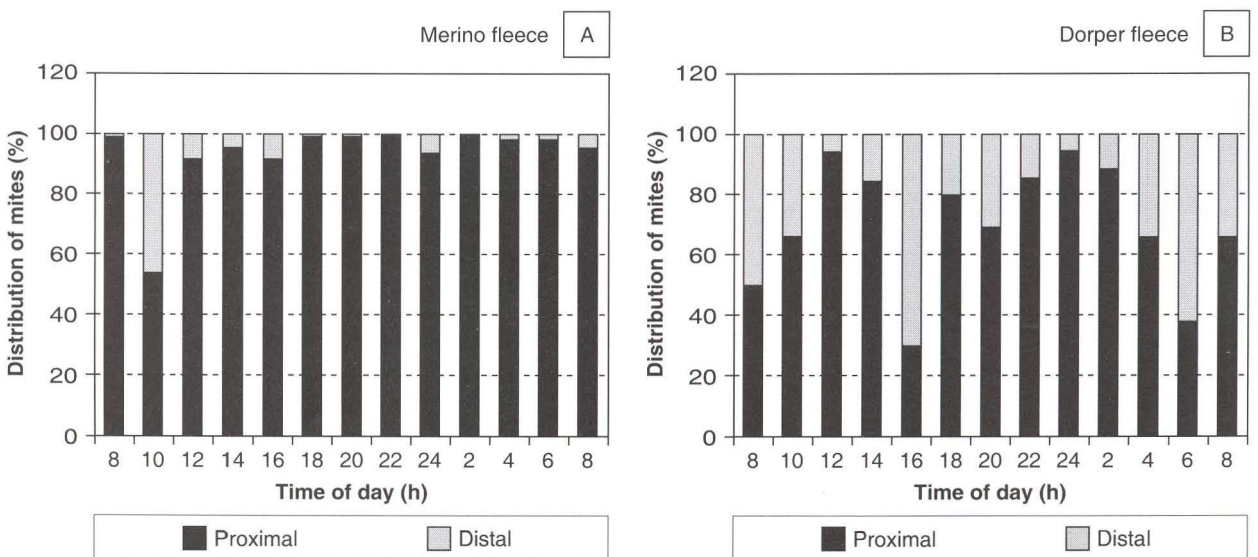 Merino fleece A
Distribution of mites (%)
120
100
80
60
40
20
0
8 10 12 14 16 18 20 22 24 2 4 6 8
Time of day (h)
Proximal Distal
Dorper fleece B
Distribution of mites (%)
120
100
80
60
40
20
0
8 10 12 14 16 18 20 22 24 2 4 6 8
Time of day (h)
Proximal Distal